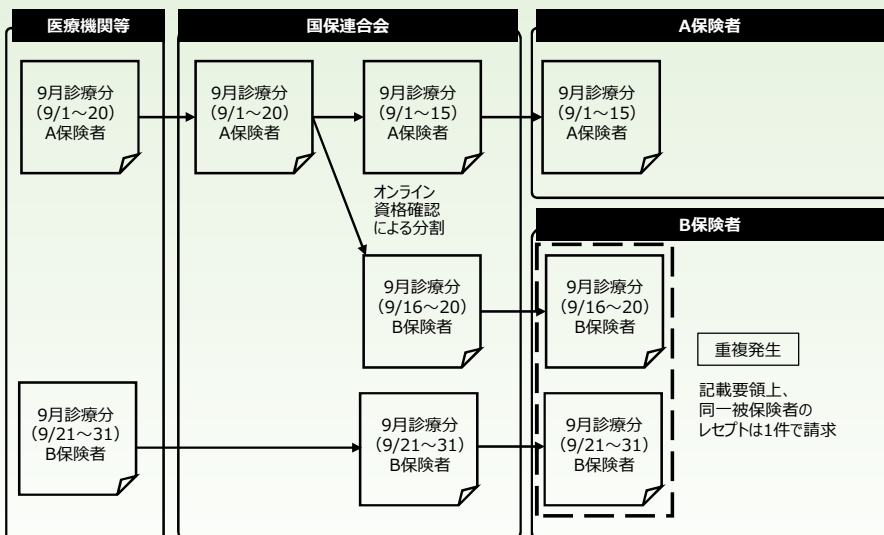 医療機関等
国保連合会
A保険者
9月診療分
（9/1～20）
A保険者
9月診療分
（9/1～20）
A保険者
9月診療分
（9/1～15）
A保険者
9月診療分
（9/1～15）
A保険者
オンライン
資格確認
による分割
B保険者
9月診療分
（9/16～20）
B保険者
9月診療分
（9/16～20）
B保険者
重複発生
記載要領上、
同一被保険者の
レセプトは1件で請求
9月診療分
（9/21～31）
B保険者
9月診療分
（9/21～31）
B保険者
9月診療分
（9/21～31）
B保険者